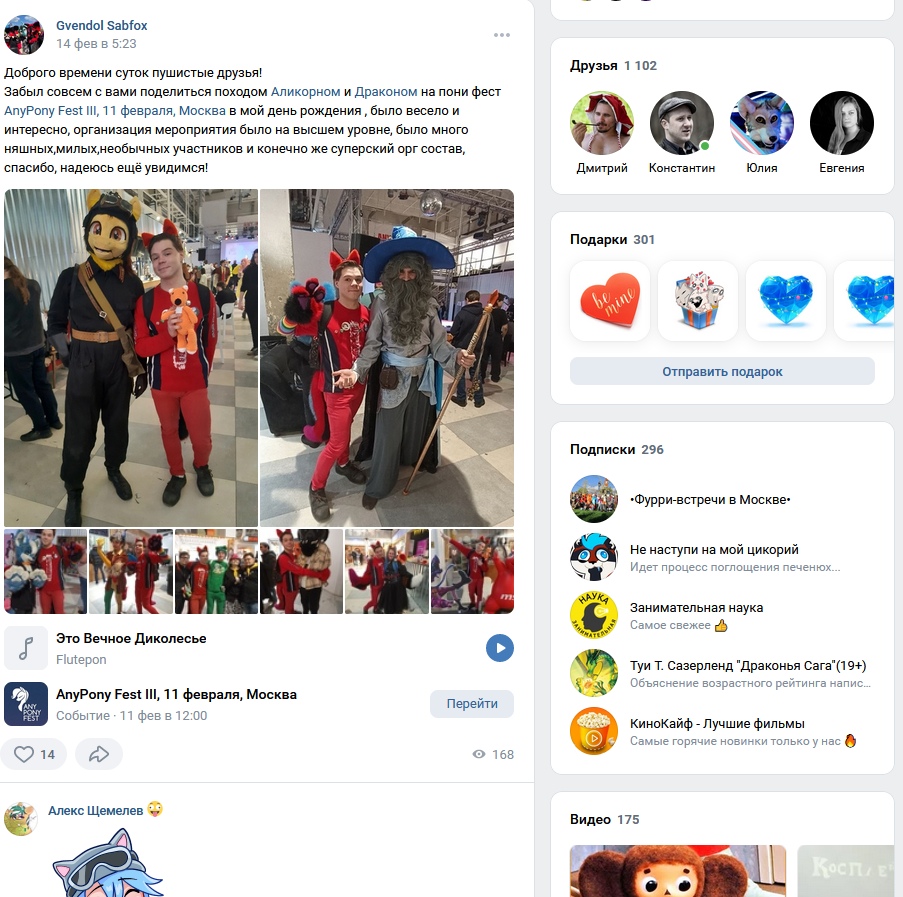 Gvendol Sabfox
14 фев в 5:23
Доброго времени суток пушистые друзья!
Забыл совсем с вами поделиться походом Аликорном и Драконом на пони фест
AnyPony Fest III, 11 февраля, Москва в мой день рождения , было весело и
интересно, организация мероприятия было на высшем уровне, было много
няшных,милых,необычных участников и конечно же суперский орг состав,
спасибо, надеюсь ещё увидимся!
Это Вечное Диколесье
Flutepon
ANY
PONY
FEST
AnyPony Fest III, 11 февраля, Москва
Событие · 11 фев в 12:00
Перейти
14
168
Алекс Щемелев
Друзья 1 102
Дмитрий
Константин
Юлия
Евгения
Подарки 301
be
mine
Отправить подарок
Подписки 296
•Фурри-встречи в Москве•
Не наступи на мой цикорий
Идет процесс поглощения печенюх...
НАУКА
ЗАНИМАТЕЛЬНАЯ
Занимательная наука
Самое свежее 👍
Туи Т. Сазерленд "Драконья Сага"(19+)
Объяснение возрастного рейтинга напис...
КиноКайф - Лучшие фильмы
Самые горячие новинки только у нас 🔥
Видео 175